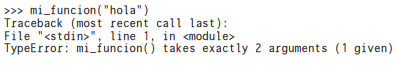 >>> mi_funcion("hola")
Traceback (most recent call last):
File "<stdin>", line 1, in <module>
TypeError: mi_funcion() takes exactly 2 arguments (1 given)